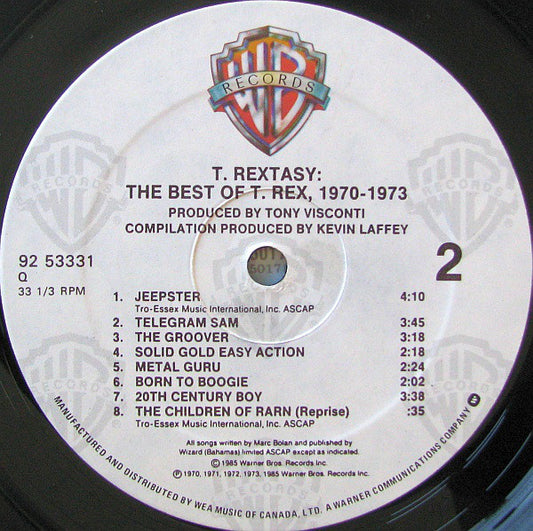 WB
RECORDS
T. REXTASY:
THE BEST OF T. REX, 1970-1973
PRODUCED BY TONY VISCONTI
COMPILATION PRODUCED BY KEVIN LAFFEY
92 53331
Q
33 1/3 RPM
2
1. JEEPSTER 4:10
Tro-Essex Music International, Inc. ASCAP
2. TELEGRAM SAM 3:45
3. THE GROOVER 3:18
4. SOLID GOLD EASY ACTION 2:18
5. METAL GURU 2:24
6. BORN TO BOOGIE 2:02
7. 20TH CENTURY BOY 3:38
8. THE CHILDREN OF RARN (Reprise) :35
Tro-Essex Music International, Inc. ASCAP
All songs written by Marc Bolan and published by
Wizard (Bahamas) limited ASCAP except as indicated.
©1985 Warner Bros. Records Inc.
℗1970, 1971, 1972, 1973, 1985 Warner Bros. Records Inc.
MANUFACTURED AND DISTRIBUTED BY WEA MUSIC OF CANADA, LTD. A WARNER COMMUNICATIONS COMPANY